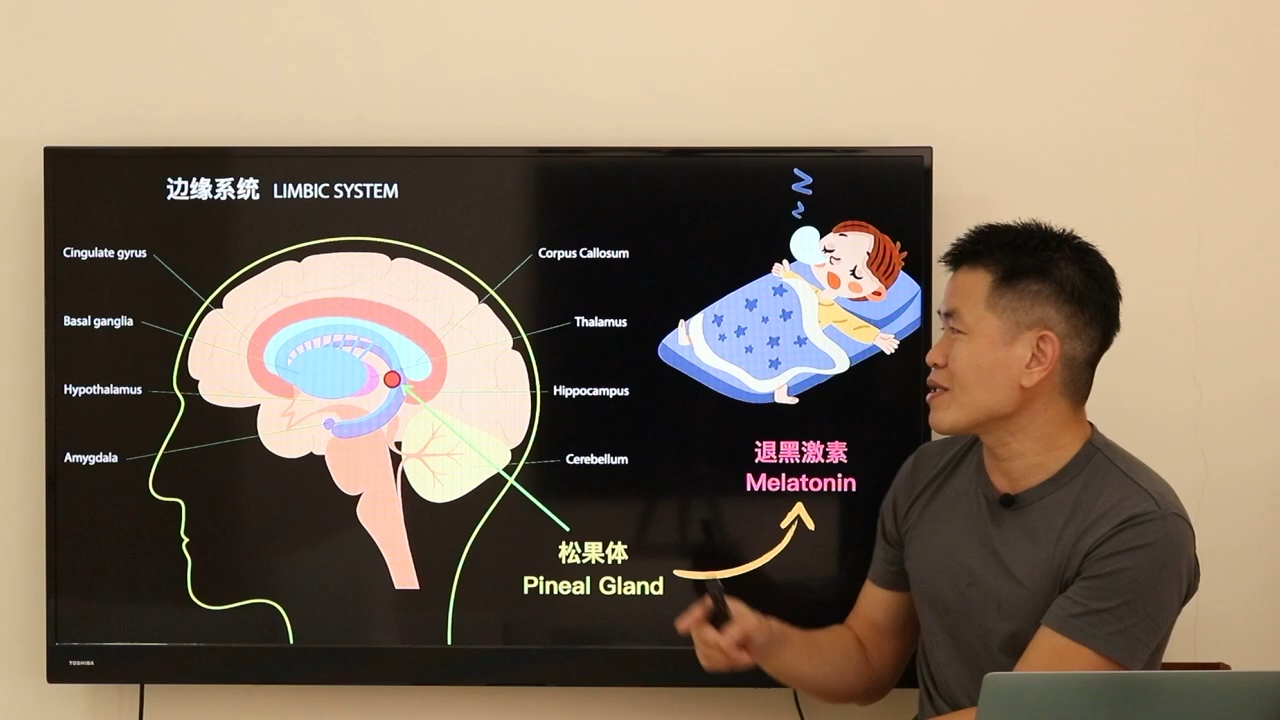 边缘系统 LIMBIC SYSTEM
Cingulate gyrus
Corpus Callosum
Basal ganglia
Thalamus
Hypothalamus
Hippocampus
Amygdala
Cerebellum
退黑激素
Melatonin
松果体
Pineal Gland
TOSHIBA